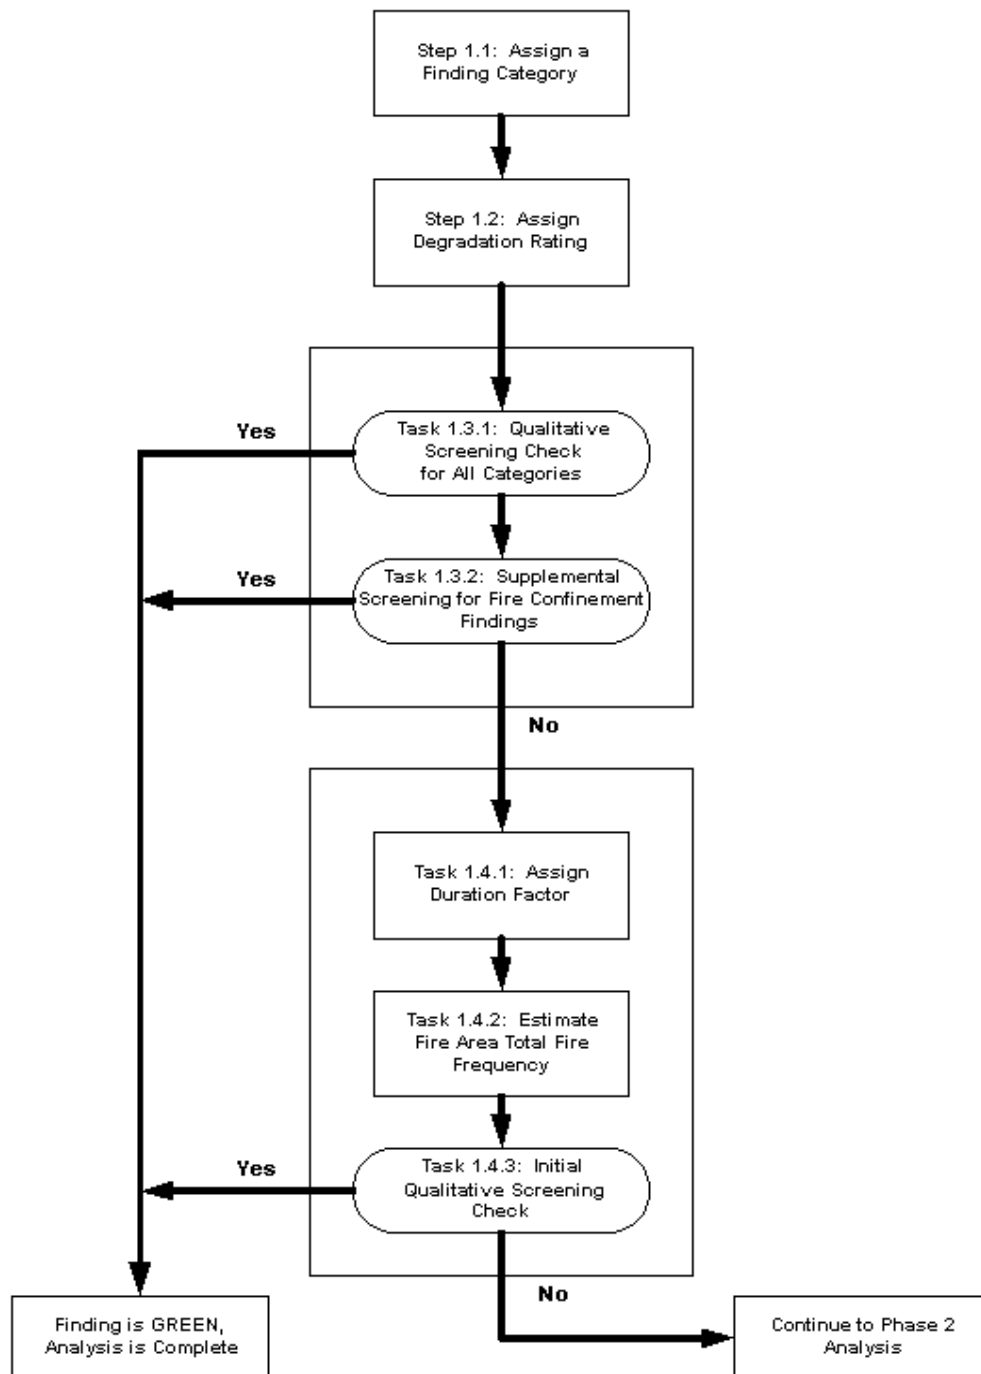 Step 1.1: Assign a
Finding Category
Step 1.2: Assign
Degradation Rating
Yes
Task 1.3.1: Qualitative
Screening Check
for All Categories
Yes
Task 1.3.2: Supplemental
Screening for Fire Confinement
Findings
No
Task 1.4.1: Assign
Duration Factor
Task 1.4.2: Estimate
Fire Area Total Fire
Frequency
Yes
Task 1.4.3: Initial
Qualitative Screening
Check
No
Finding is GREEN,
Analysis is Complete
Continue to Phase 2
Analysis